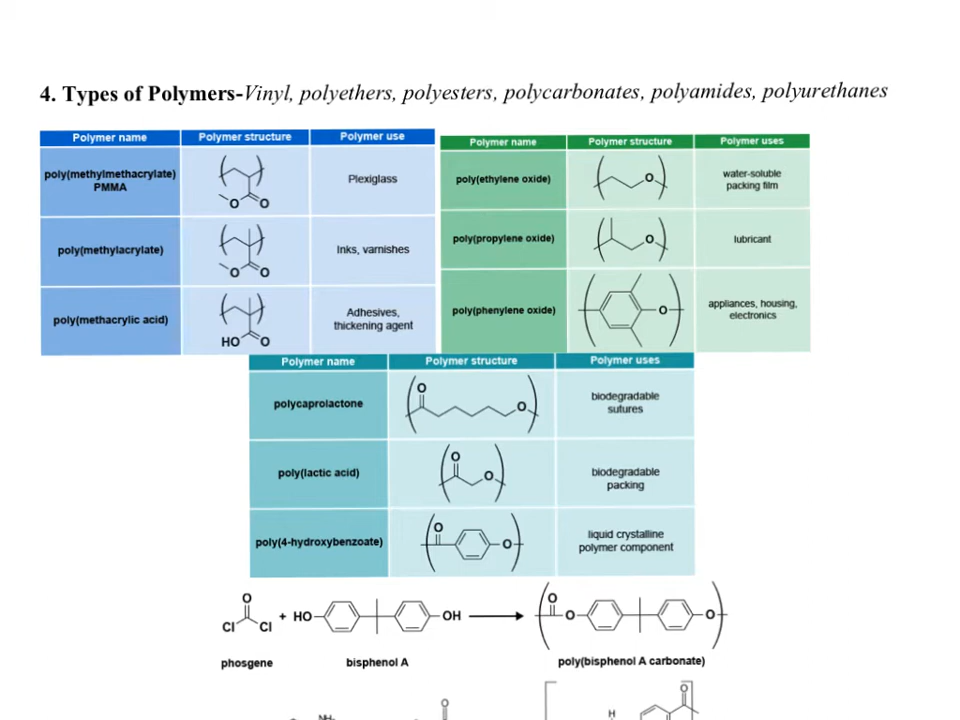 4. Types of Polymers-Vinyl, polyethers, polyesters, polycarbonates, polyamides, polyurethanes
Polymer name Polymer structure Polymer use
poly(methylmethacrylate)
PMMA
O O
Plexiglass
poly(methylacrylate)
O O
Inks, varnishes
poly(methacrylic acid)
HO O
Adhesives,
thickening agent
Polymer name Polymer structure Polymer uses
poly(ethylene oxide)
O
water-soluble
packing film
poly(propylene oxide)
O
lubricant
poly(phenylene oxide)
O
appliances, housing,
electronics
Polymer name Polymer structure Polymer uses
polycaprolactone
O
O
biodegradable
sutures
poly(lactic acid)
O
O
biodegradable
packing
poly(4-hydroxybenzoate)
O
O
liquid crystalline
polymer component
O
Cl Cl + HO OH
O
O O
phosgene bisphenol A poly(bisphenol A carbonate)
O
O
H